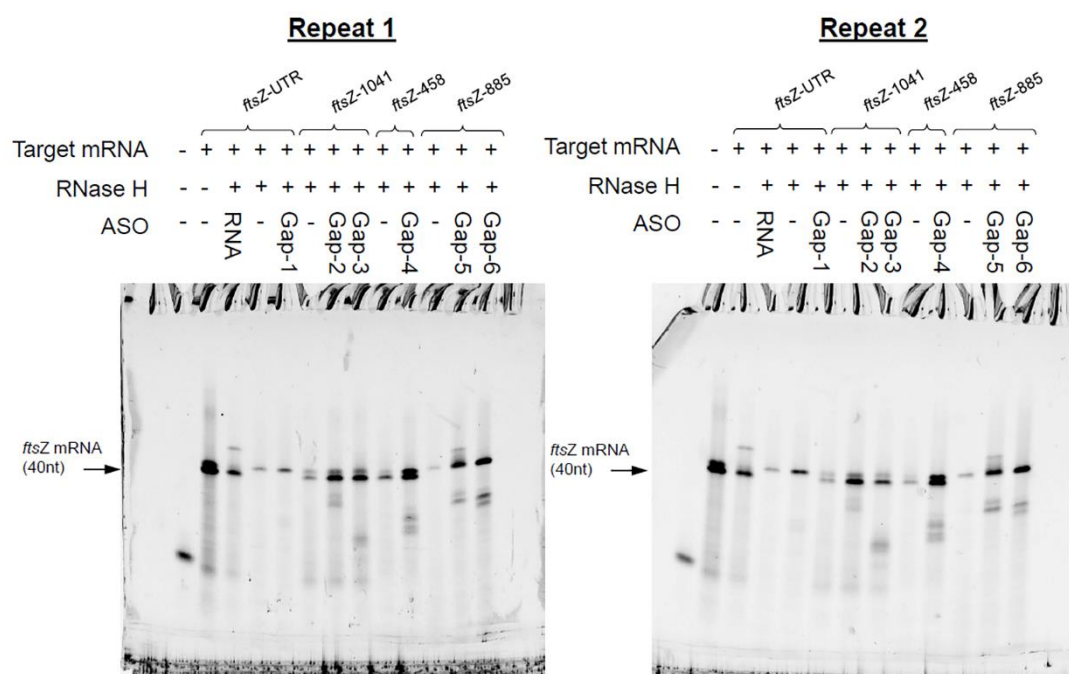 Repeat 1
ftsZ-UTR ftsZ-1041 ftsZ-458 ftsZ-885
Target mRNA - + + + + + + + + + + + +
RNase H - - + + + + + + + + + + +
ASO - - RNA - Gap-1 - Gap-2 Gap-3 - Gap-4 - Gap-5 Gap-6
ftsZ mRNA
(40nt)
Repeat 2
ftsZ-UTR ftsZ-1041 ftsZ-458 ftsZ-885
Target mRNA - + + + + + + + + + + + +
RNase H - - + + + + + + + + + + +
ASO - - RNA - Gap-1 - Gap-2 Gap-3 - Gap-4 - Gap-5 Gap-6
ftsZ mRNA
(40nt)